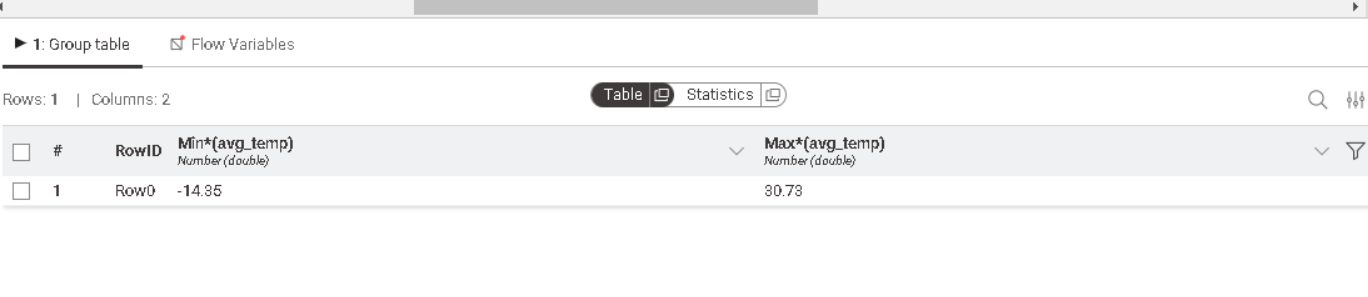 1: Group table Flow Variables
Rows: 1 | Columns: 2 Table Statistics
# RowID Min*(avg_temp) Max*(avg_temp)
Number (double) Number (double)
1 Row0 -14.35 30.73